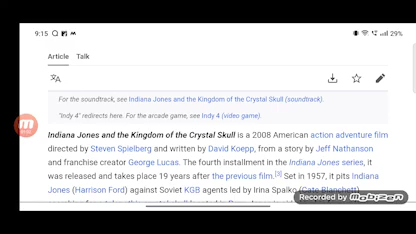 9:15
29%
Article Talk
For the soundtrack, see Indiana Jones and the Kingdom of the Crystal Skull (soundtrack).
"Indy 4" redirects here. For the arcade game, see Indy 4 (video game).
Indiana Jones and the Kingdom of the Crystal Skull is a 2008 American action adventure film
directed by Steven Spielberg and written by David Koepp, from a story by Jeff Nathanson
and franchise creator George Lucas. The fourth installment in the Indiana Jones series, it
was released and takes place 19 years after the previous film.[3] Set in 1957, it pits Indiana
Jones (Harrison Ford) against Soviet KGB agents led by Irina Spalko (Cate Blanchett)
Recorded by mobizen